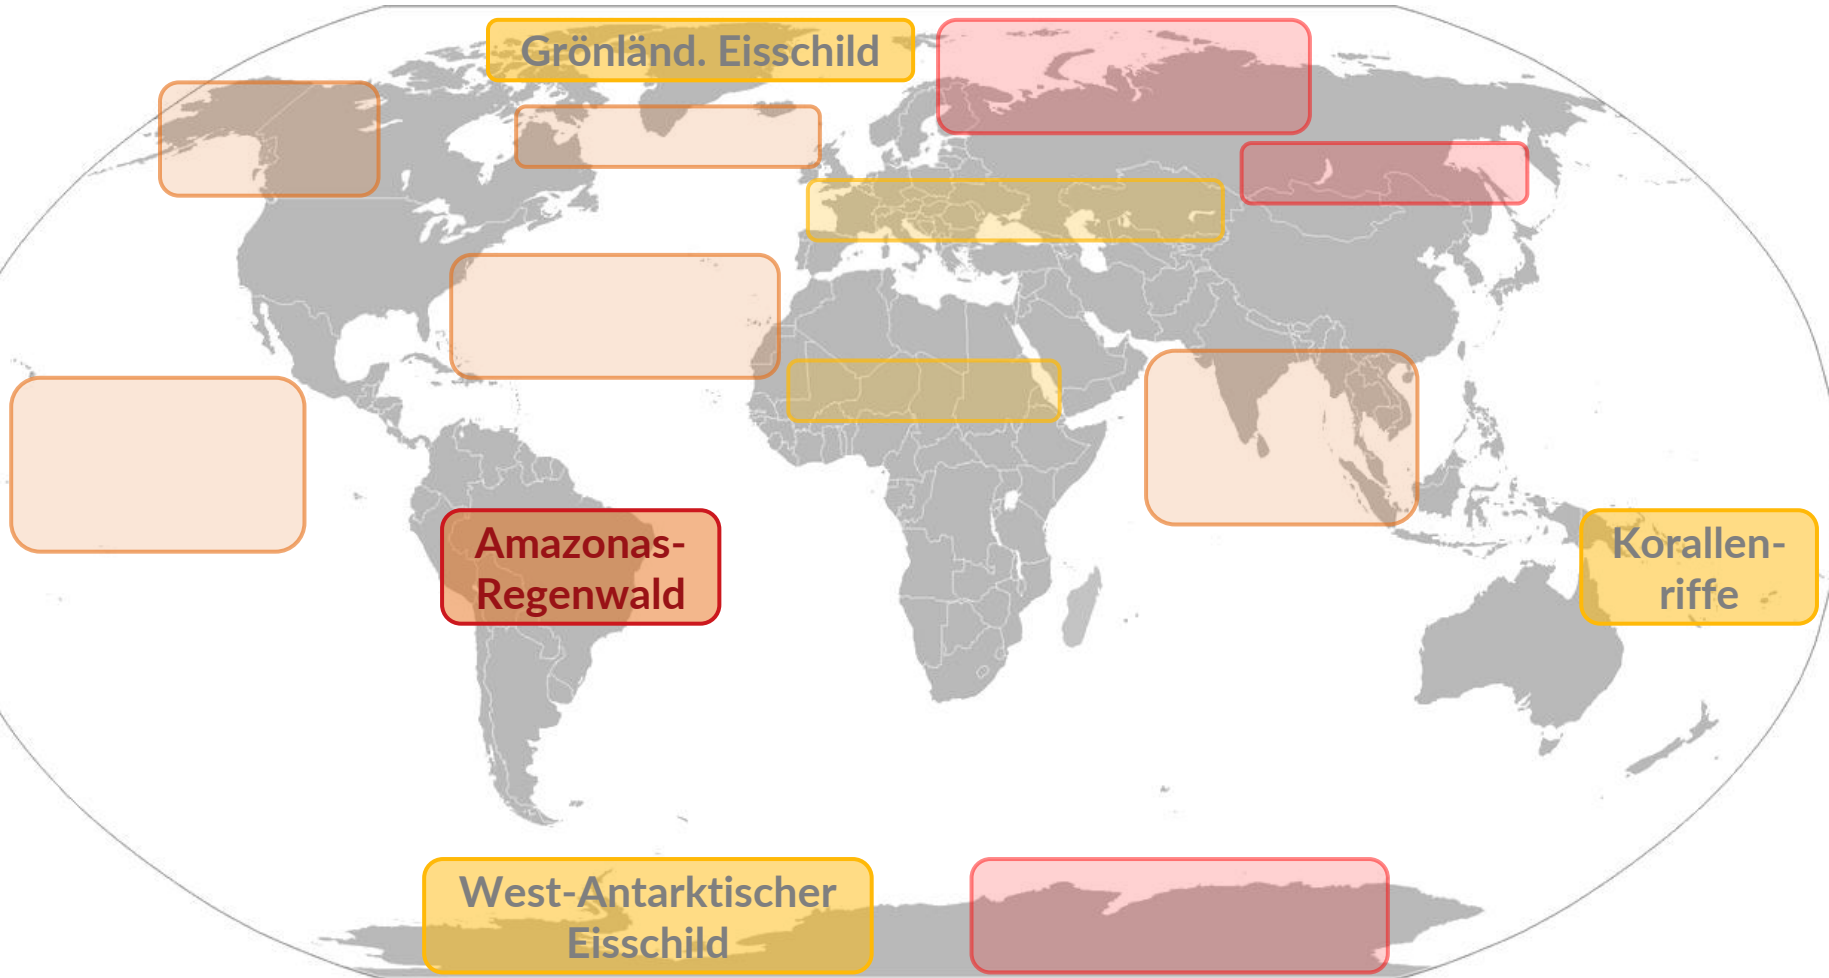 Grönländ. Eisschild
Amazonas-
Regenwald
Korallen-
riffe
West-Antarktischer
Eisschild